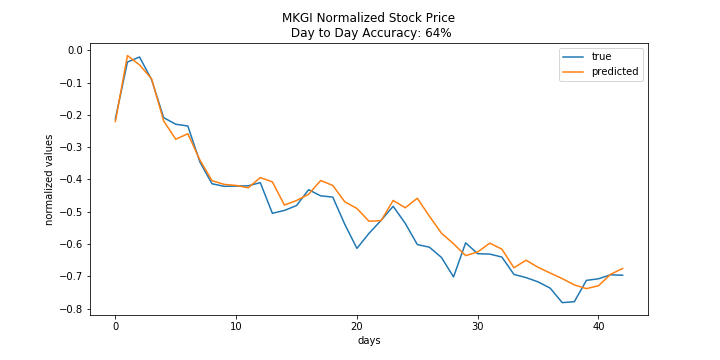 MKGI Normalized Stock Price
Day to Day Accuracy: 64%
true
predicted
normalized values
0.0
−0.1
−0.2
−0.3
−0.4
−0.5
−0.6
−0.7
−0.8
0
10
20
30
40
days